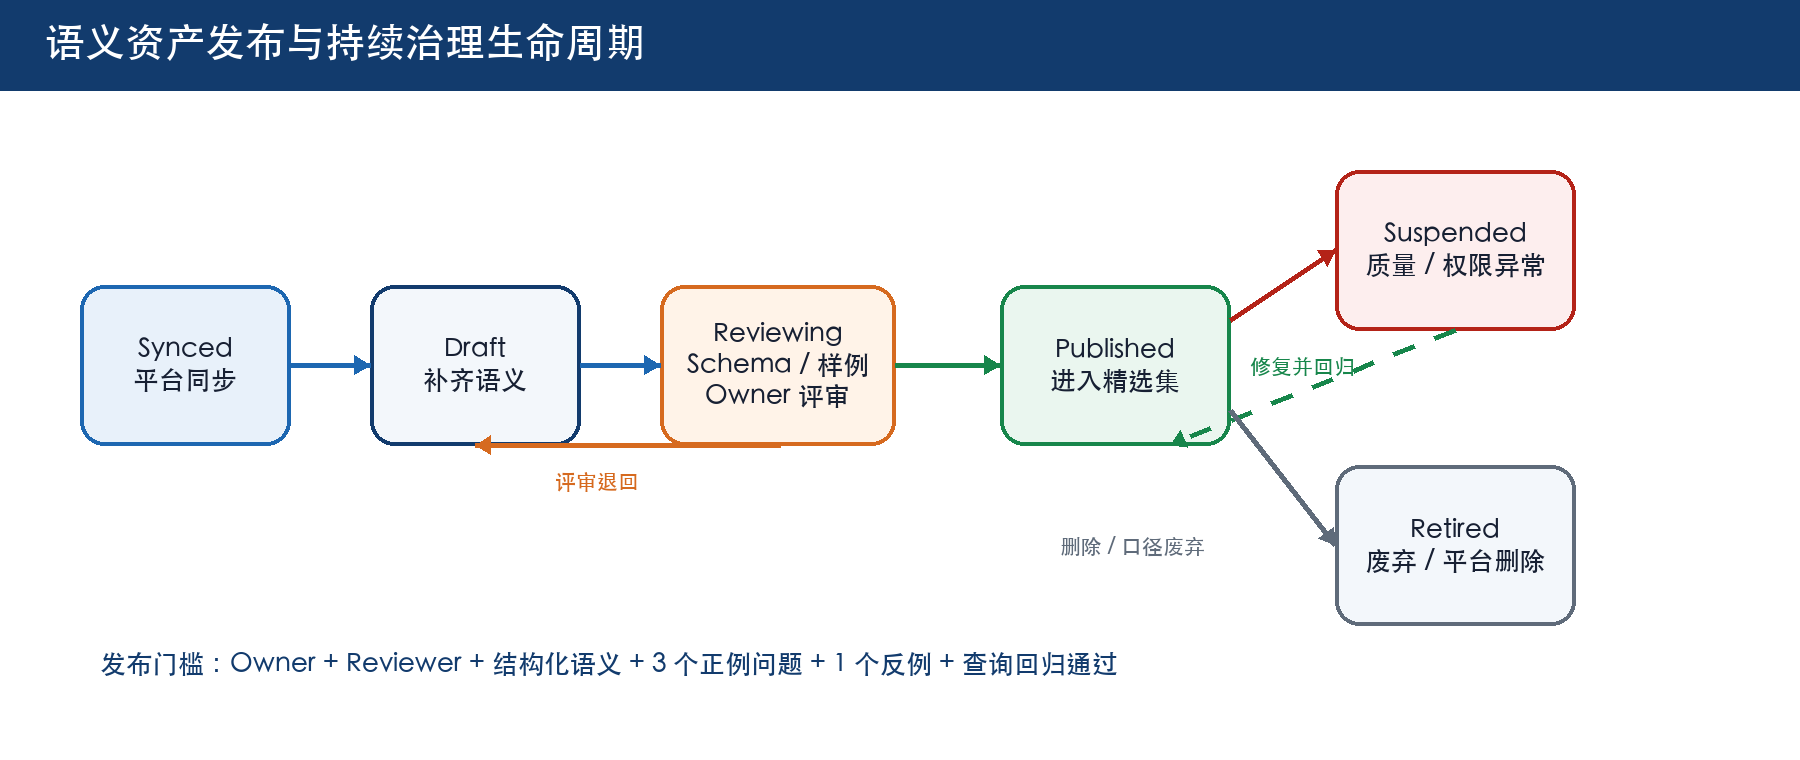 语义资产发布与持续治理生命周期
Synced
平台同步
Draft
补齐语义
Reviewing
Schema / 样例
Owner 评审
Published
进入精选集
Suspended
质量 / 权限异常
修复并回归
评审退回
删除 / 口径废弃
Retired
废弃 / 平台删除
发布门槛：Owner + Reviewer + 结构化语义 + 3 个正例问题 + 1 个反例 + 查询回归通过